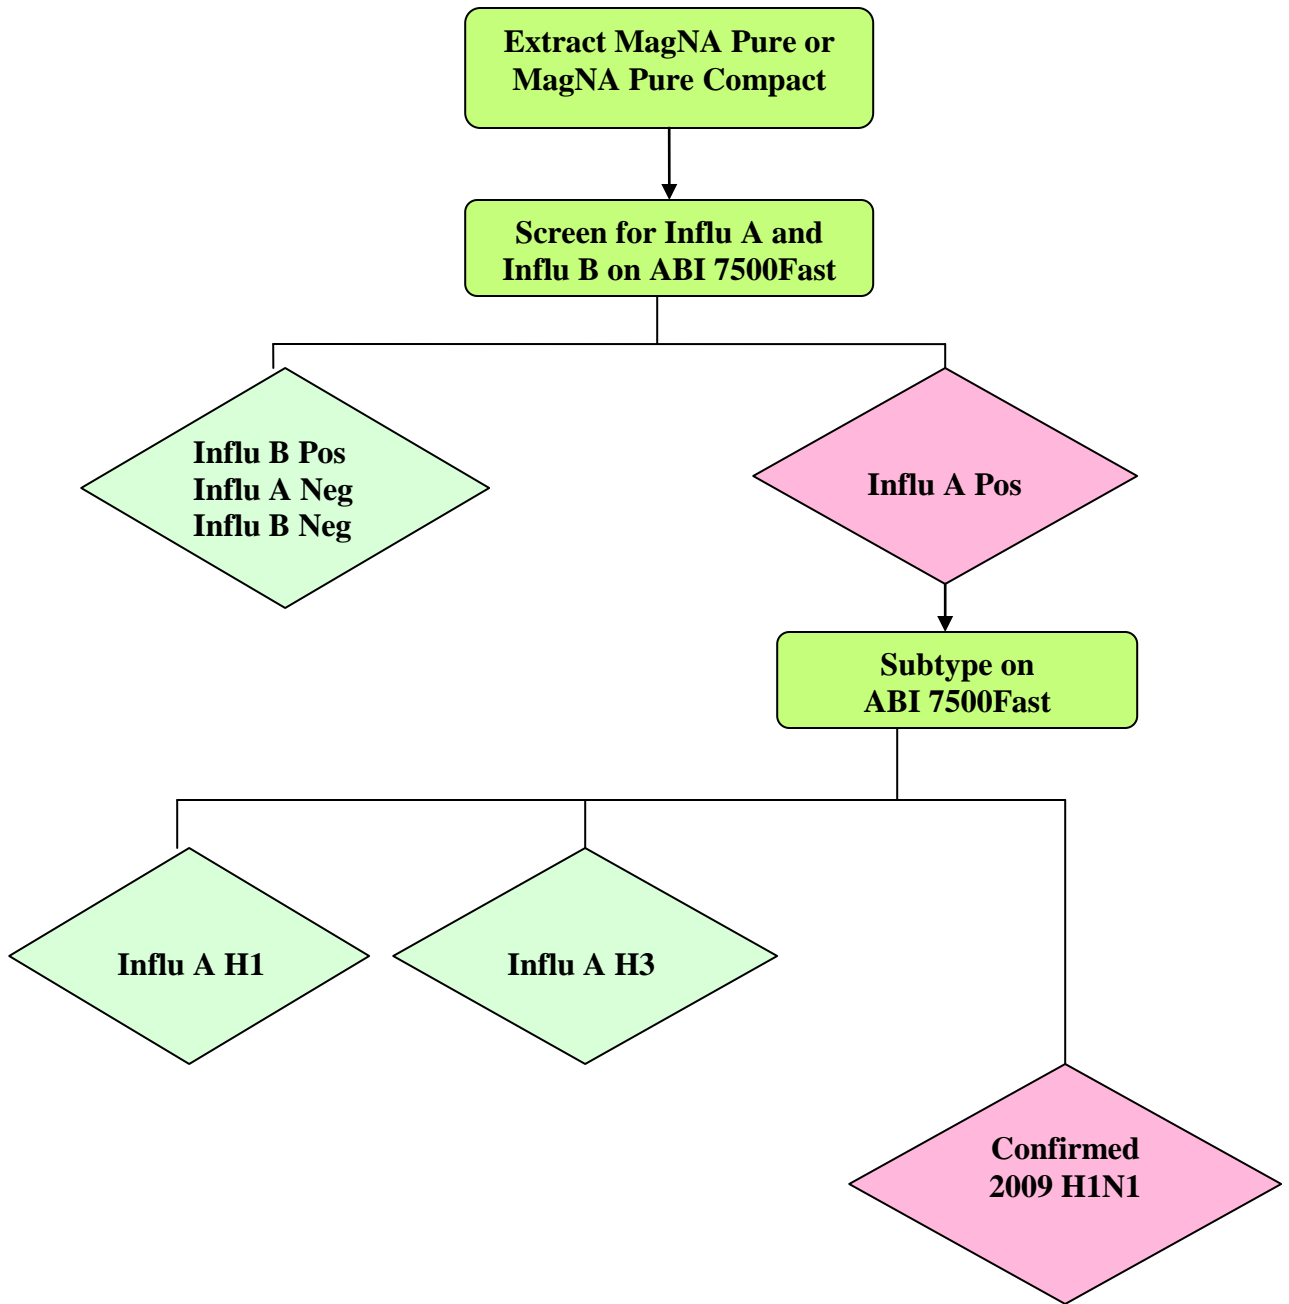 Extract MagNA Pure or
MagNA Pure Compact
Screen for Influ A and
Influ B on ABI 7500Fast
Influ B Pos
Influ A Neg
Influ B Neg
Influ A Pos
Subtype on
ABI 7500Fast
Influ A H1
Influ A H3
Confirmed
2009 H1N1